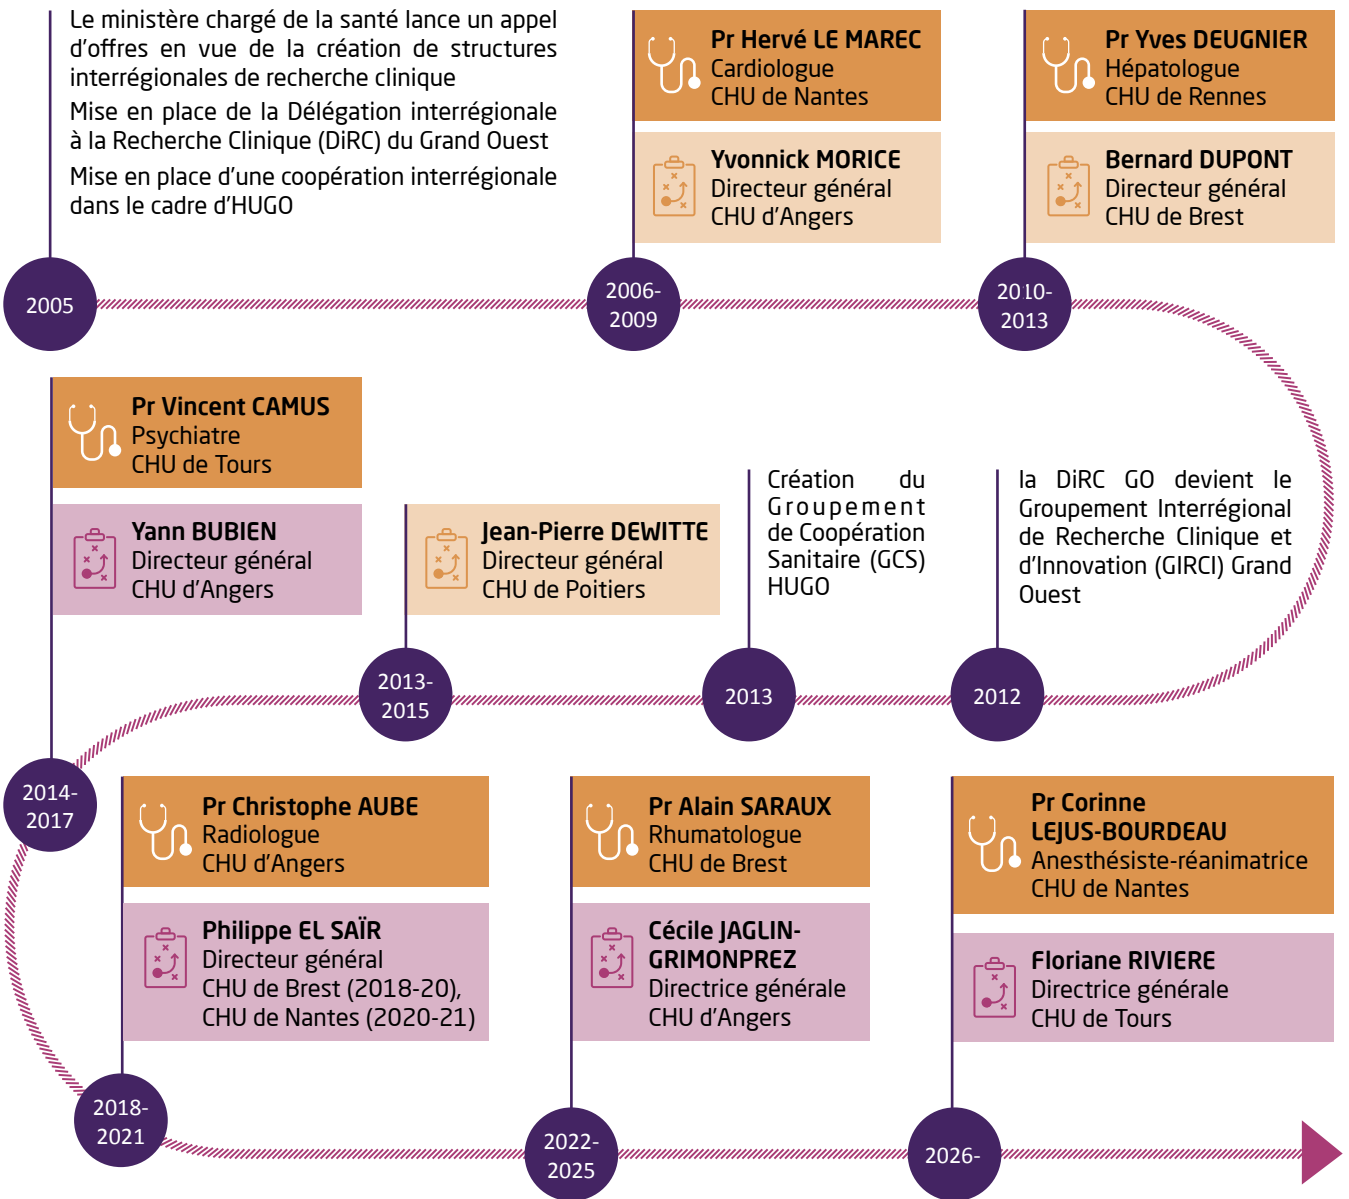 Le ministère chargé de la santé lance un appel
d'offres en vue de la création de structures
interrégionales de recherche clinique
Mise en place de la Délégation interrégionale
à la Recherche Clinique (DiRC) du Grand Ouest
Mise en place d'une coopération interrégionale
dans le cadre d'HUGO
2005
Pr Hervé LE MAREC
Cardiologue
CHU de Nantes
Yvonnick MORICE
Directeur général
CHU d'Angers
2006-
2009
Pr Yves DEUGNIER
Hépatologue
CHU de Rennes
Bernard DUPONT
Directeur général
CHU de Brest
2010-
2013
la DiRC GO devient le
Groupement Interrégional
de Recherche Clinique et
d'Innovation (GIRCI) Grand
Ouest
2012
Création du
Groupement
de Coopération
Sanitaire (GCS)
HUGO
2013
Jean-Pierre DEWITTE
Directeur général
CHU de Poitiers
2013-
2015
Pr Vincent CAMUS
Psychiatre
CHU de Tours
Yann BUBIEN
Directeur général
CHU d'Angers
2014-
2017
Pr Christophe AUBE
Radiologue
CHU d'Angers
Philippe EL SAÏR
Directeur général
CHU de Brest (2018-20),
CHU de Nantes (2020-21)
2018-
2021
Pr Alain SARAUX
Rhumatologue
CHU de Brest
Cécile JAGLIN-
GRIMONPREZ
Directrice générale
CHU d'Angers
2022-
2025
Pr Corinne
LEJUS-BOURDEAU
Anesthésiste-réanimatrice
CHU de Nantes
Floriane RIVIERE
Directrice générale
CHU de Tours
2026-